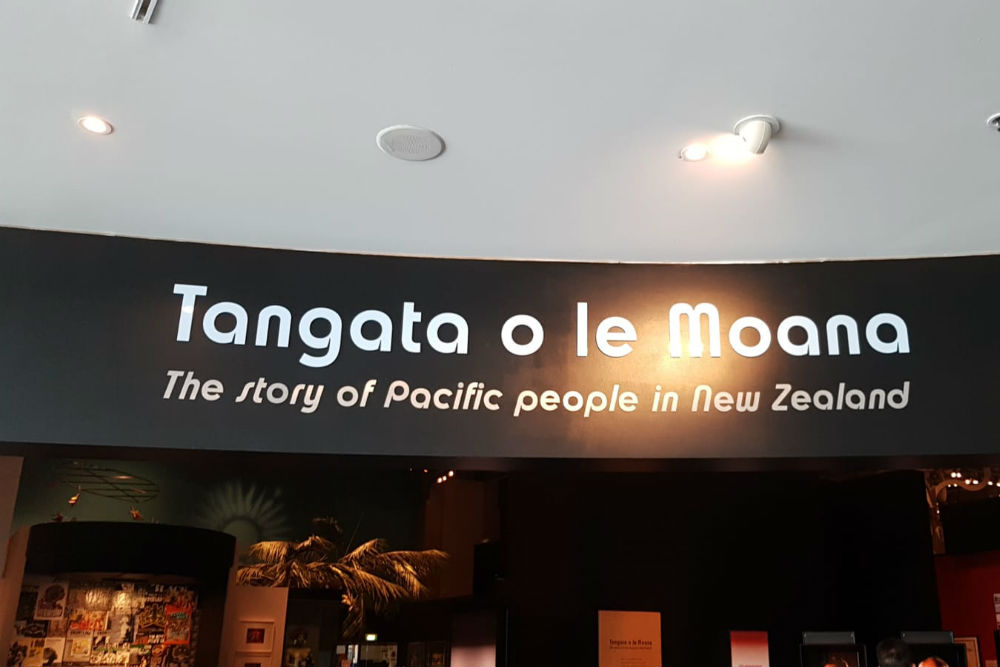 Tangata o le Moana
The story of Pacific people in New Zealand
Tangata o le Moana